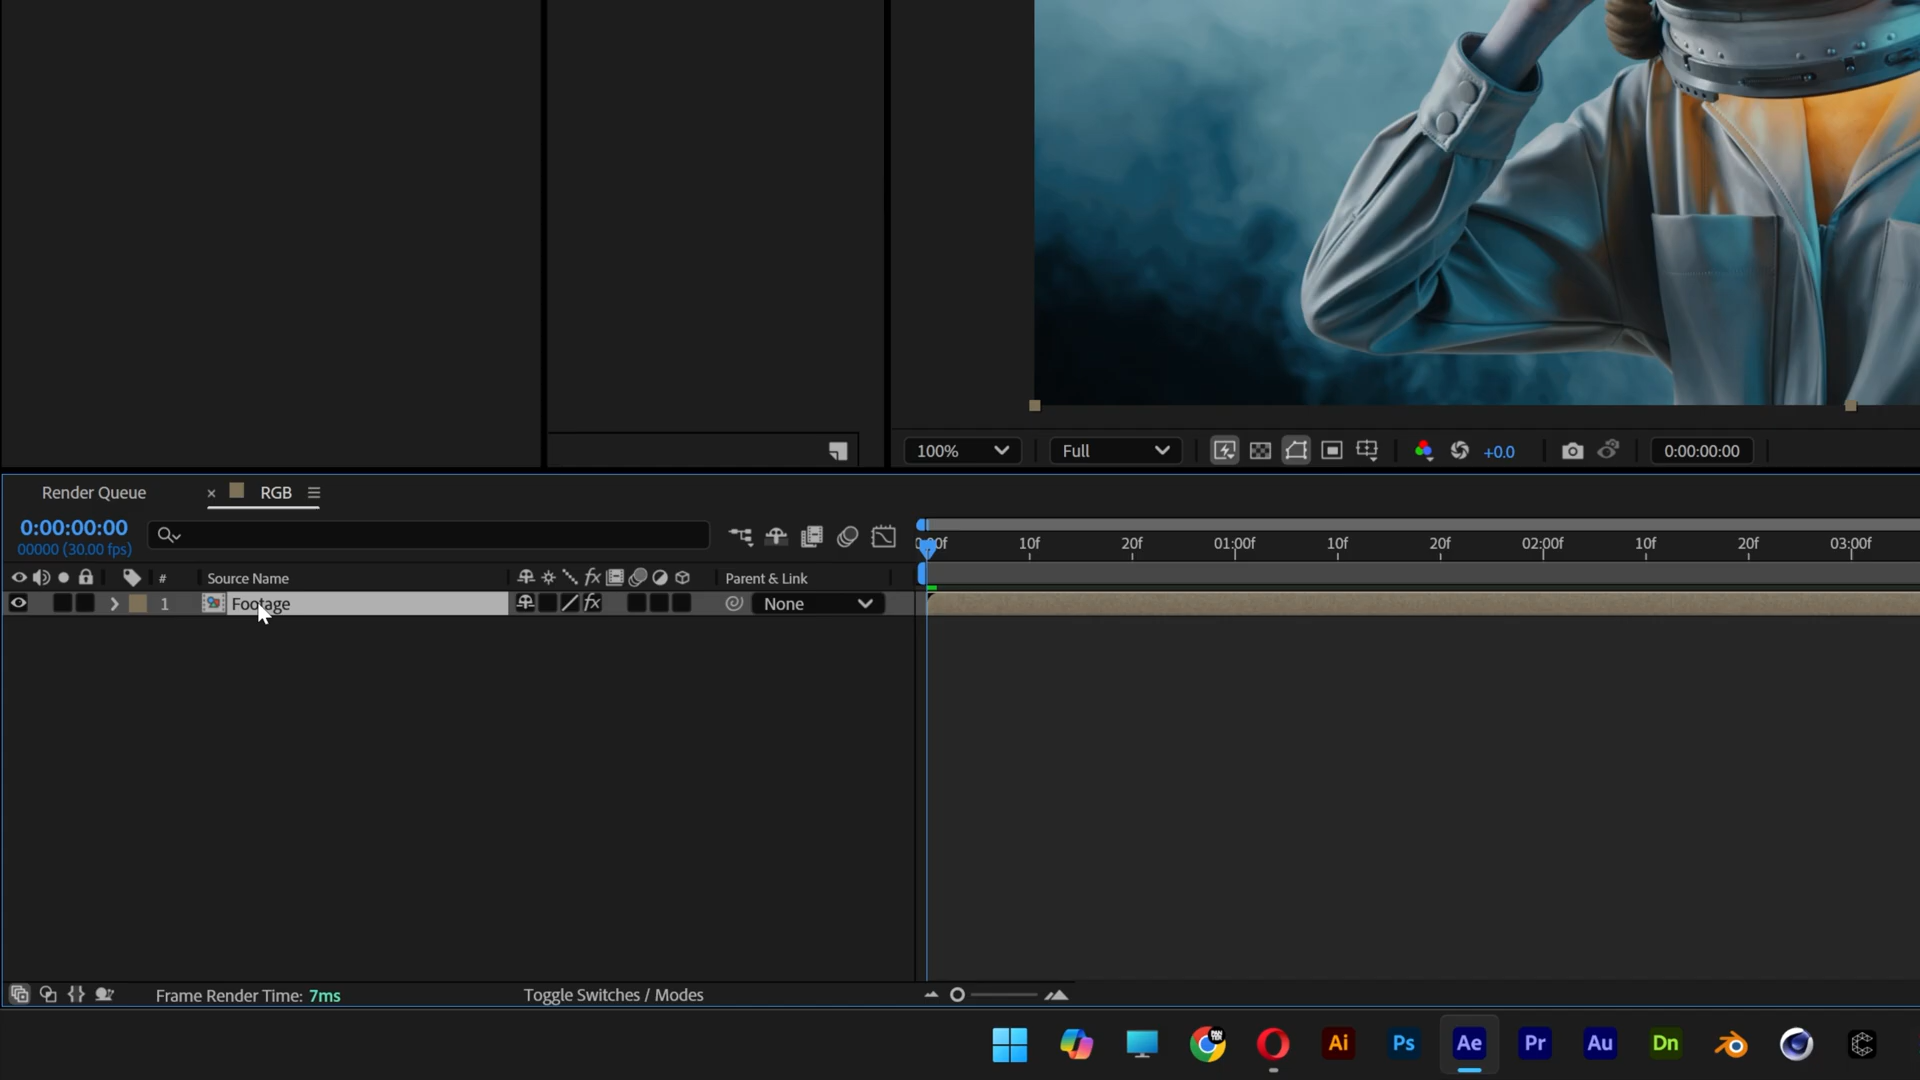 100%
Full
+0.0
0:00:00:00
Render Queue
× RGB
0:00:00:00
00000 (30.00 fps)
10f
20f
01:00f
10f
20f
02:00f
10f
20f
03:00f
# Source Name
fx
Parent & Link
1 Footage
fx
None
Frame Render Time: 7ms
Toggle Switches / Modes
Ai
Ps
Ae
Pr
Au
Dn